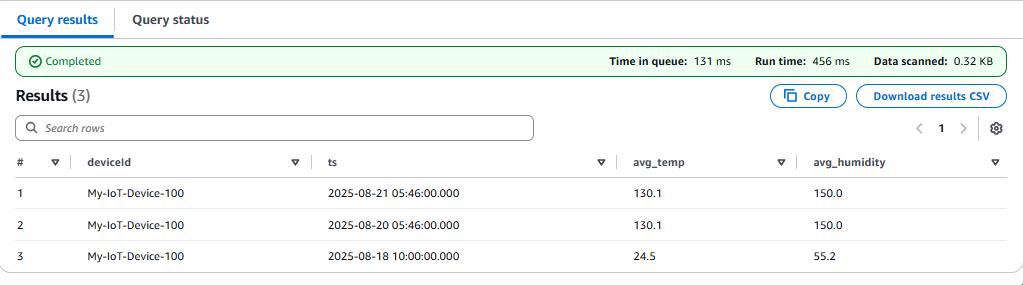 Query results Query status
Completed Time in queue: 131 ms Run time: 456 ms Data scanned: 0.32 KB
Results (3) Copy Download results CSV
Search rows 1
# deviceId ts avg_temp avg_humidity
1 My-IoT-Device-100 2025-08-21 05:46:00.000 130.1 150.0
2 My-IoT-Device-100 2025-08-20 05:46:00.000 130.1 150.0
3 My-IoT-Device-100 2025-08-18 10:00:00.000 24.5 55.2